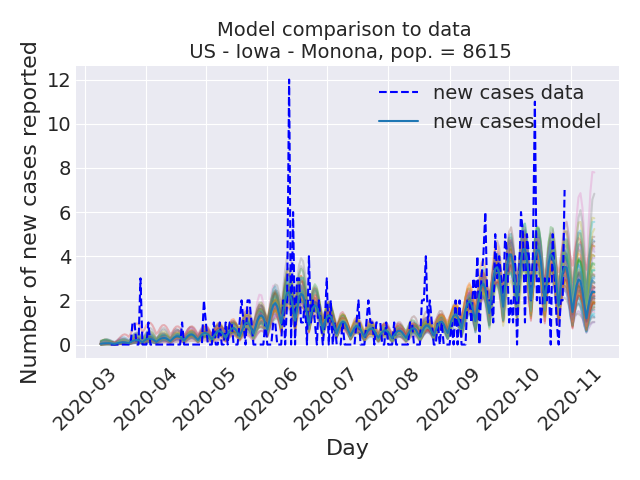 Model comparison to data
US - Iowa - Monona, pop. = 8615
Number of new cases reported
12
10
8
6
4
2
0
new cases data
new cases model
2020-03
2020-04
2020-05
2020-06
2020-07
2020-08
2020-09
2020-10
2020-11
Day